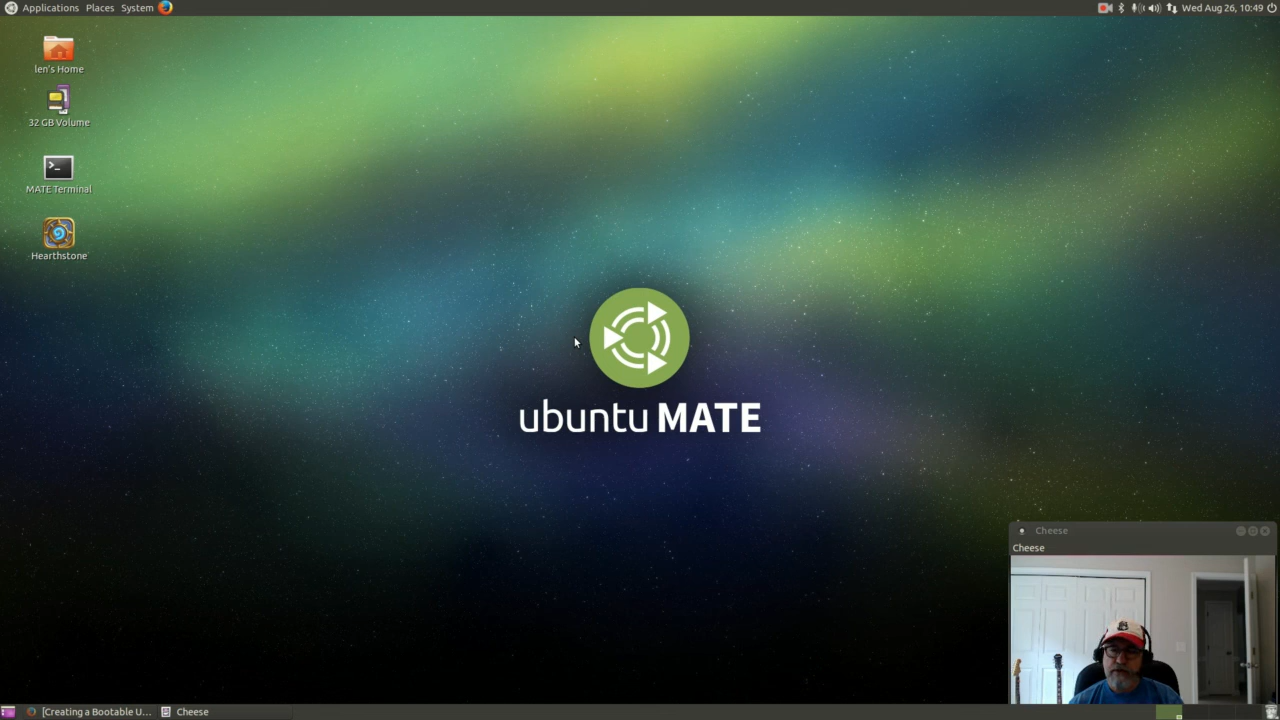 Applications Places System
Wed Aug 26, 10:49
len's Home
32 GB Volume
MATE Terminal
Hearthstone
ubuntu MATE
Cheese
Cheese
[Creating a Bootable U...
Cheese